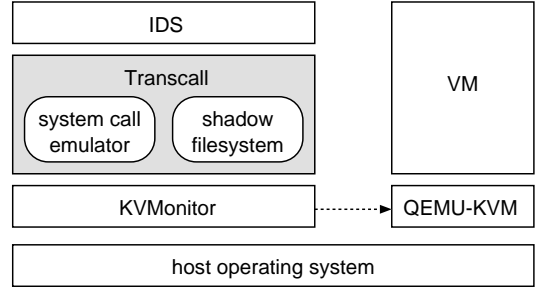 IDS
Transcall
system call
emulator
shadow
filesystem
VM
KVMonitor
QEMU-KVM
host operating system